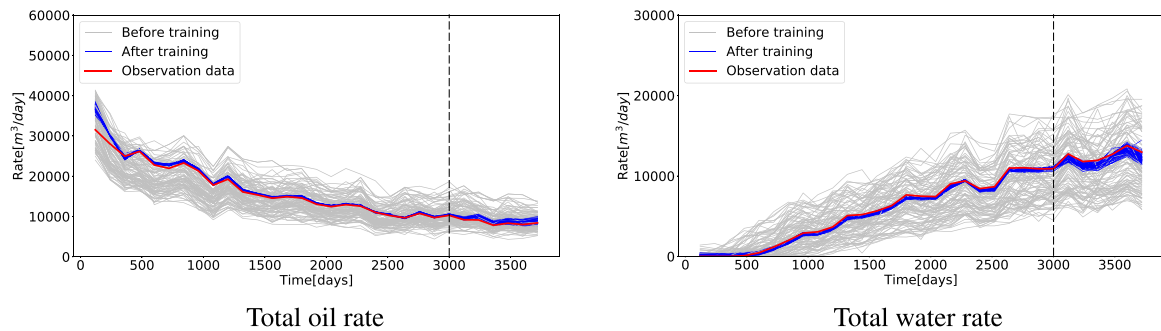 60000
50000
40000
30000
20000
10000
0
Rate[m³/day]
Before training
After training
Observation data
0 500 1000 1500 2000 2500 3000 3500
Time[days]
Total oil rate
30000
20000
10000
0
Rate[m³/day]
Before training
After training
Observation data
0 500 1000 1500 2000 2500 3000 3500
Time[days]
Total water rate